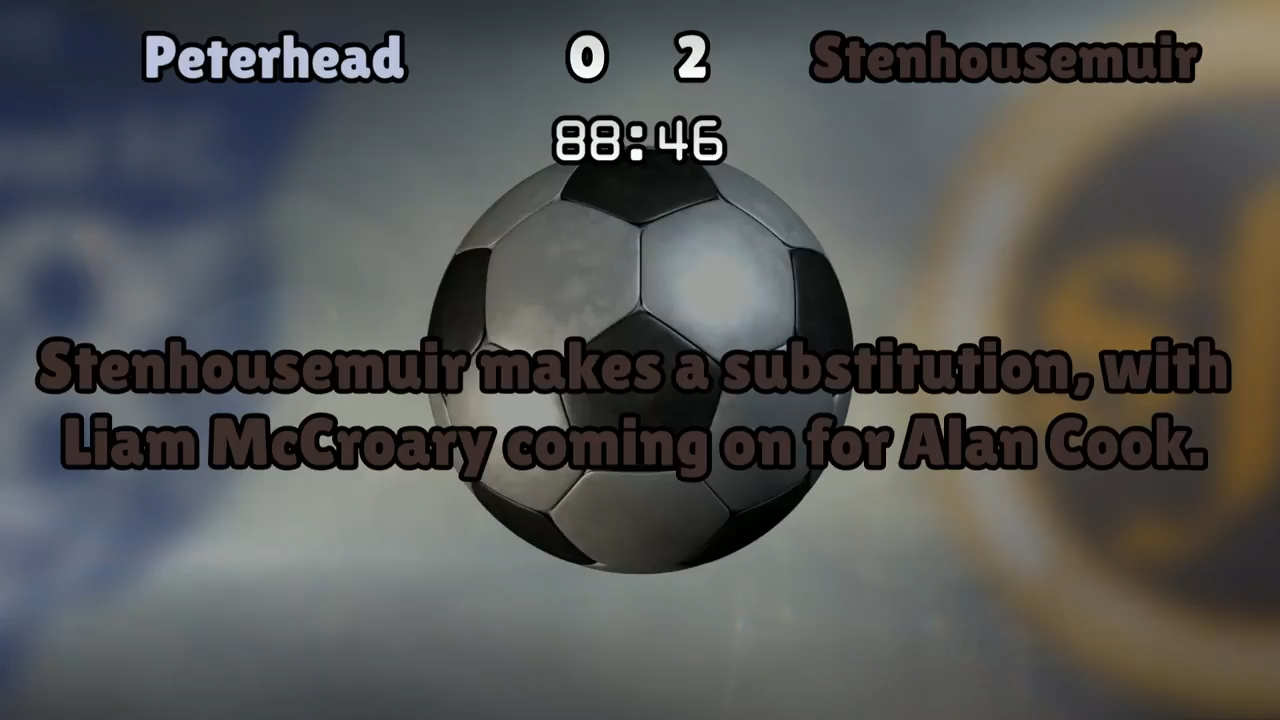 Peterhead 0 2 Stenhousemuir
88:46
Stenhousemuir makes a substitution, with
Liam McCroary coming on for Alan Cook.